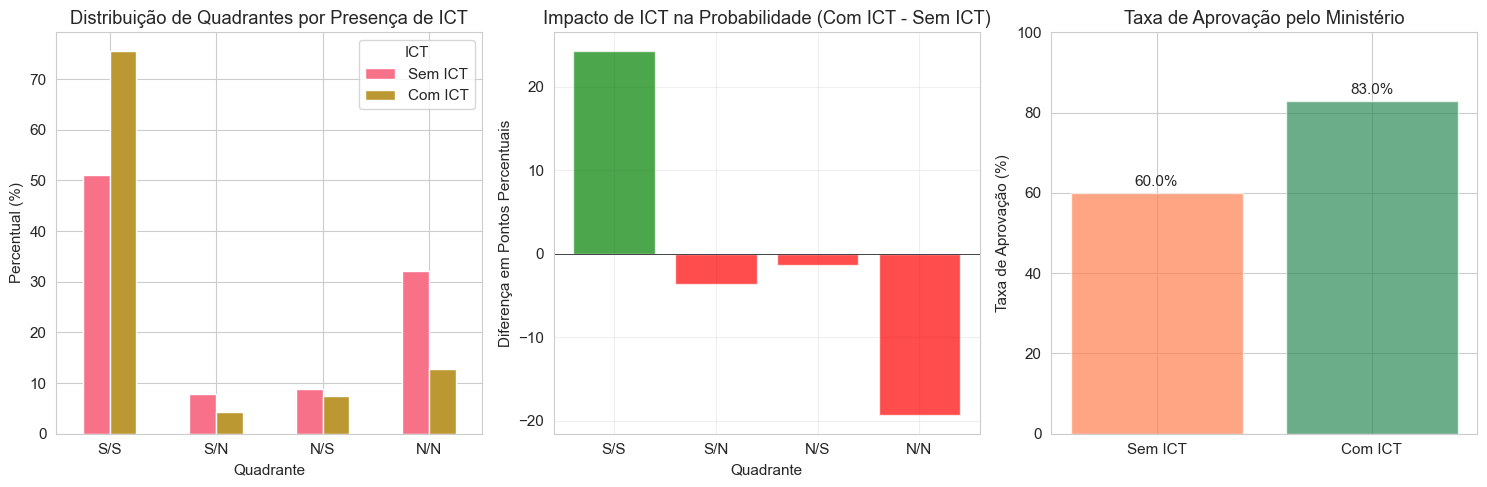 Distribuição de Quadrantes por Presença de ICT
Percentual (%)
70
60
50
40
30
20
10
0
S/S
S/N
N/S
N/N
Quadrante
ICT
Sem ICT
Com ICT
Impacto de ICT na Probabilidade (Com ICT - Sem ICT)
Diferença em Pontos Percentuais
20
10
0
−10
−20
S/S
S/N
N/S
N/N
Quadrante
Taxa de Aprovação pelo Ministério
Taxa de Aprovação (%)
100
80
60
40
20
0
60.0%
83.0%
Sem ICT
Com ICT